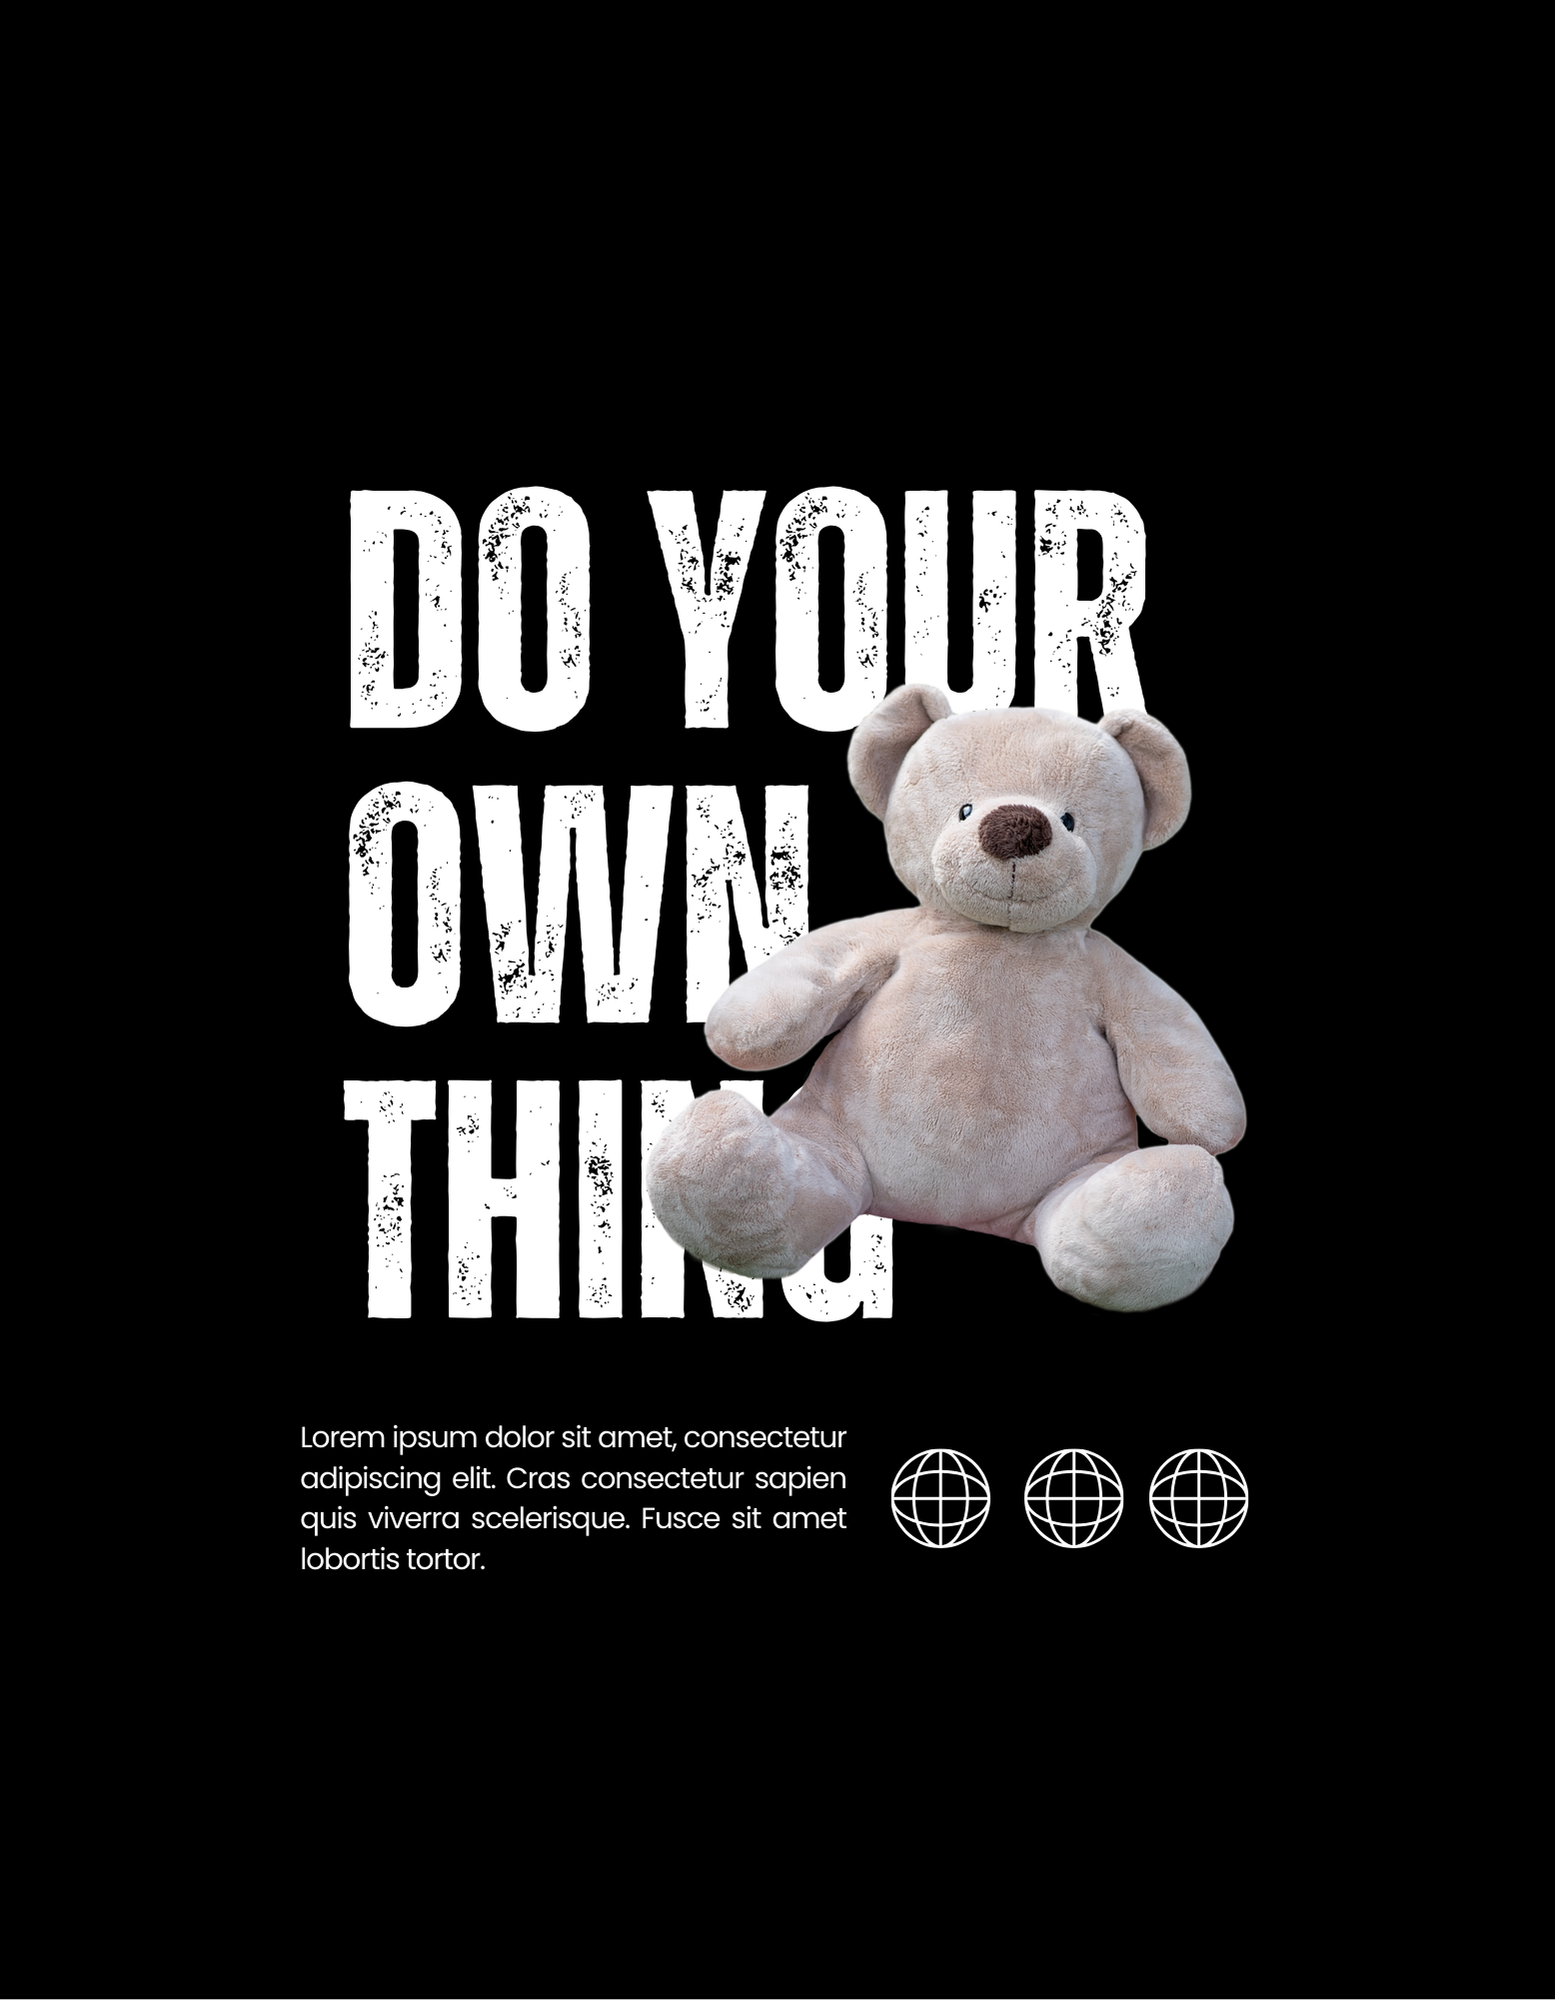 DO YOUR
OWN
THING
Lorem ipsum dolor sit amet, consectetur
adipiscing elit. Cras consectetur sapien
quis viverra scelerisque. Fusce sit amet
lobortis tortor.